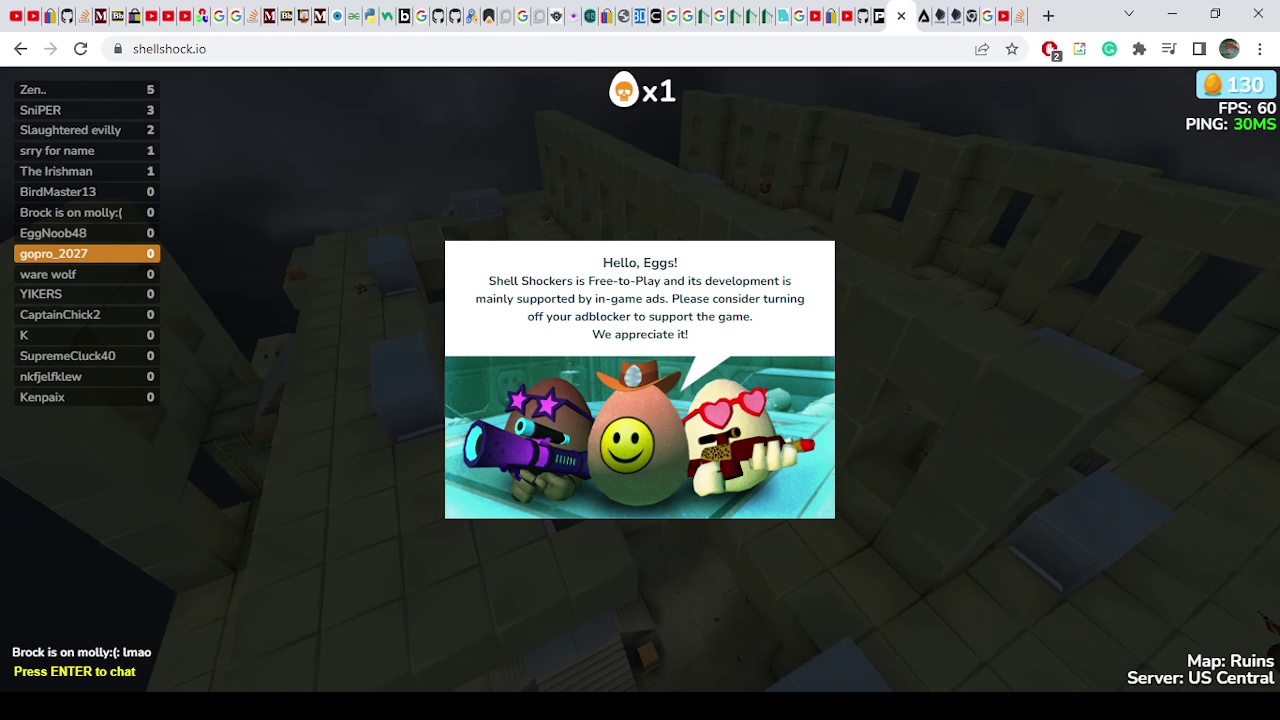 shellshock.io
2
Zen.. 5
SniPER 3
Slaughtered evilly 2
srry for name 1
The Irishman 1
BirdMaster13 0
Brock is on molly:( 0
EggNoob48 0
gopro_2027 0
ware wolf 0
YIKERS 0
CaptainChick2 0
K 0
SupremeCluck40 0
nkfjelfklew 0
Kenpaix 0
x1
130
FPS: 60
PING: 30MS
Hello, Eggs!
Shell Shockers is Free-to-Play and its development is
mainly supported by in-game ads. Please consider turning
off your adblocker to support the game.
We appreciate it!
Brock is on molly:(: lmao
Press ENTER to chat
Map: Ruins
Server: US Central